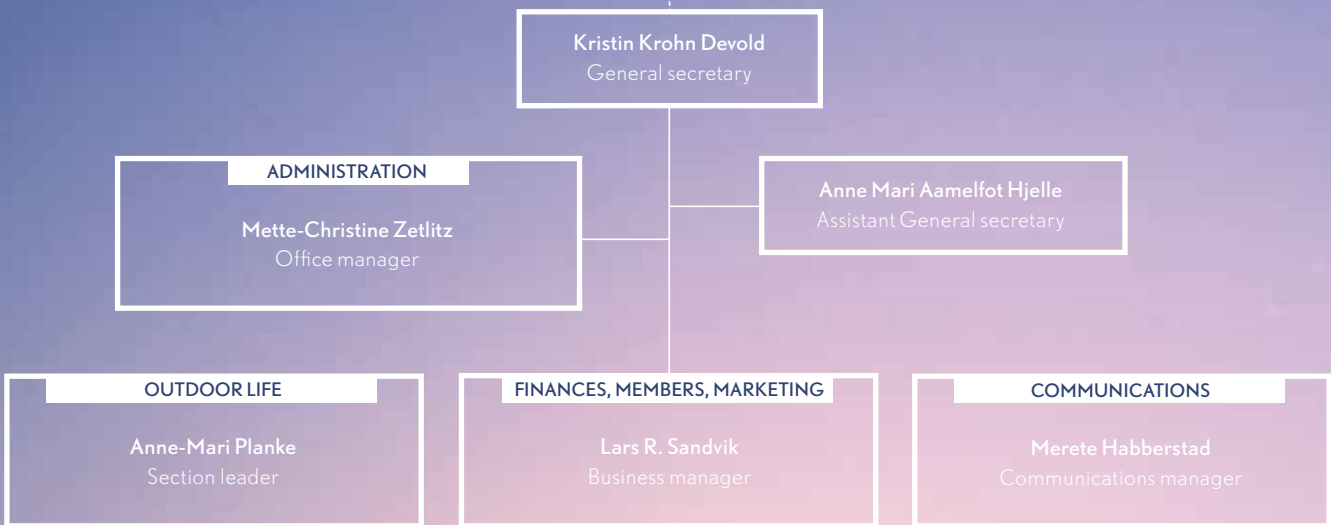 Kristin Krohn Devold
General secretary
ADMINISTRATION
Mette-Christine Zetlitz
Office manager
Anne Mari Aamelfot Hjelle
Assistant General secretary
OUTDOOR LIFE
Anne-Mari Planke
Section leader
FINANCES, MEMBERS, MARKETING
Lars R. Sandvik
Business manager
COMMUNICATIONS
Merete Habberstad
Communications manager